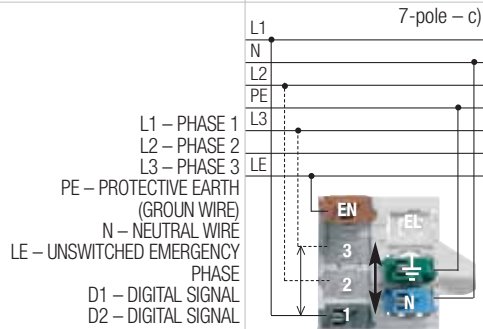 7-pole – c)
L1
N
L2
PE
L3
LE
L1 – PHASE 1
L2 – PHASE 2
L3 – PHASE 3
PE – PROTECTIVE EARTH
(GROUN WIRE)
N – NEUTRAL WIRE
LE – UNSWITCHED EMERGENCY
PHASE
D1 – DIGITAL SIGNAL
D2 – DIGITAL SIGNAL
EN
EL
3
2
N
1